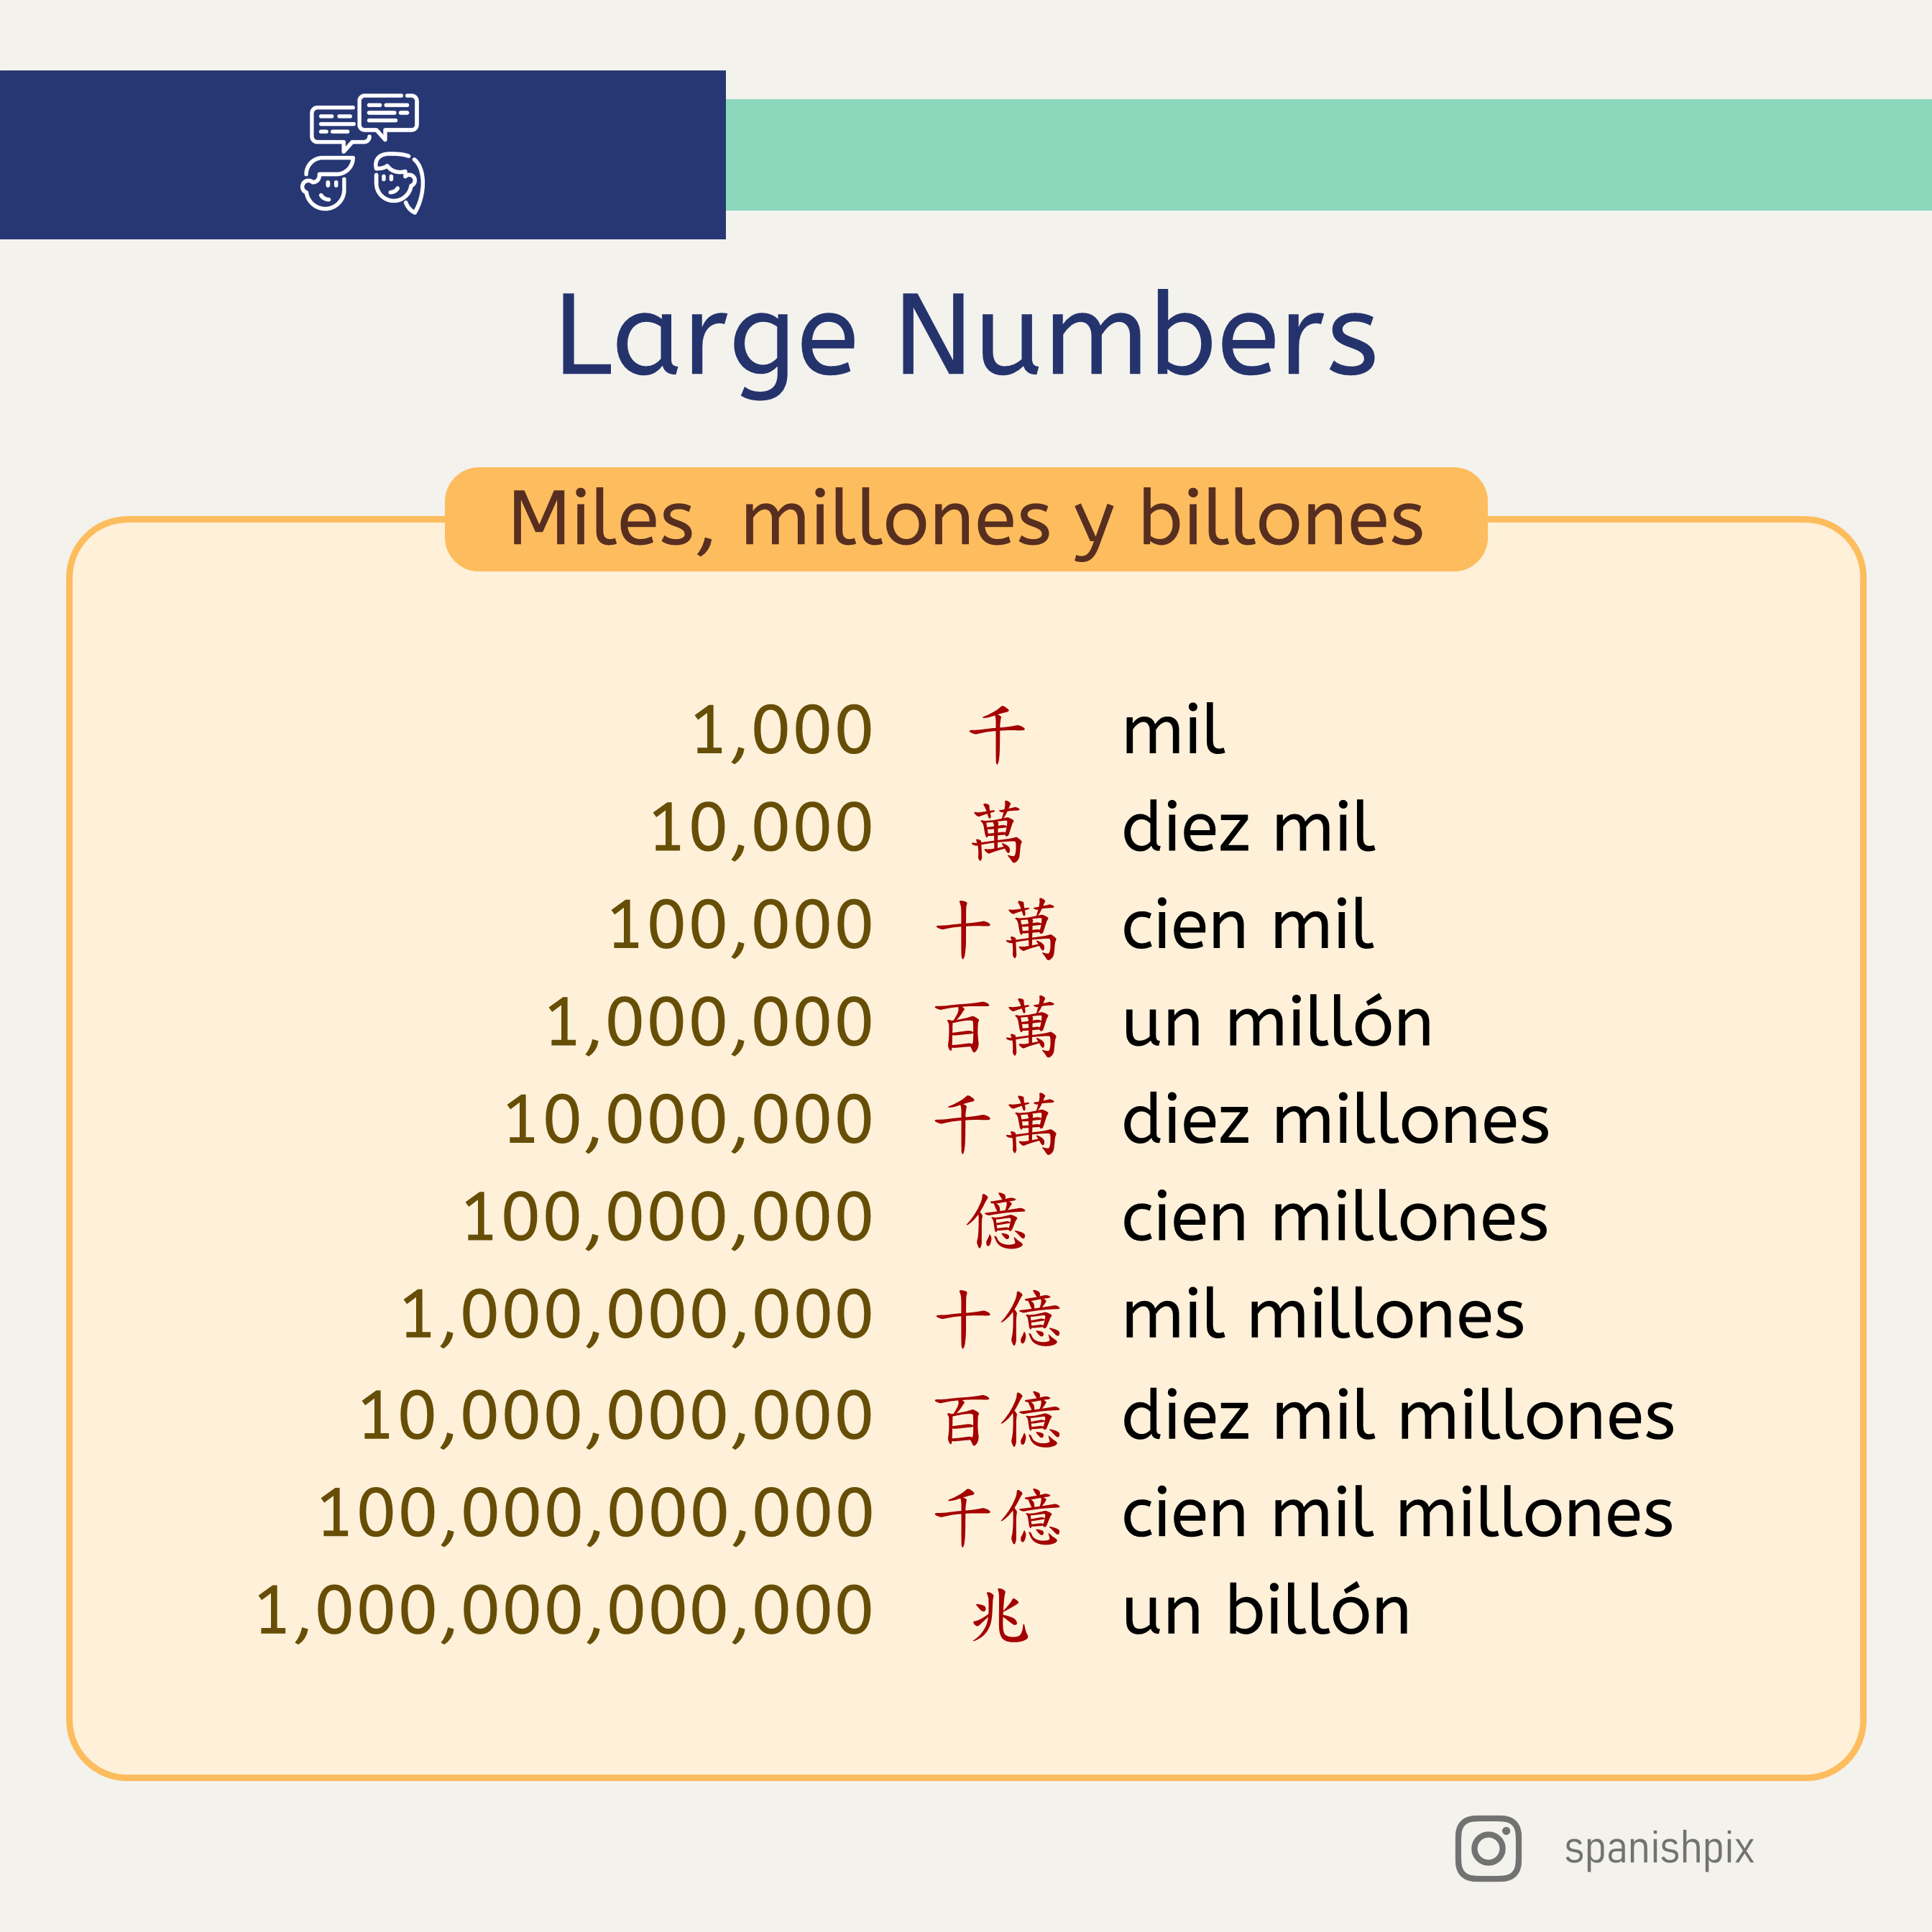 Large Numbers
Miles, millones y billones
1,000 千 mil
10,000 萬 diez mil
100,000 十萬 cien mil
1,000,000 百萬 un millón
10,000,000 千萬 diez millones
100,000,000 億 cien millones
1,000,000,000 十億 mil millones
10,000,000,000 百億 diez mil millones
100,000,000,000 千億 cien mil millones
1,000,000,000,000 兆 un billón
spanishpix